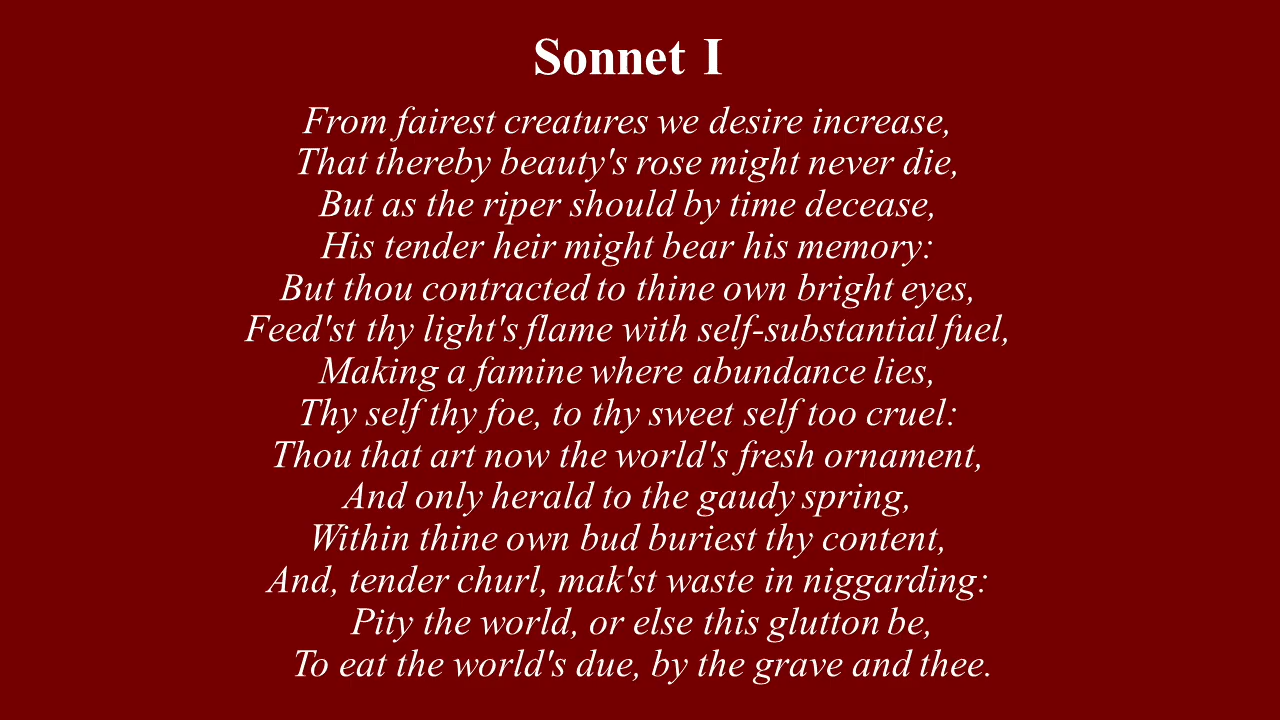 Sonnet I
From fairest creatures we desire increase,
That thereby beauty's rose might never die,
But as the riper should by time decease,
His tender heir might bear his memory:
But thou contracted to thine own bright eyes,
Feed'st thy light's flame with self-substantial fuel,
Making a famine where abundance lies,
Thy self thy foe, to thy sweet self too cruel:
Thou that art now the world's fresh ornament,
And only herald to the gaudy spring,
Within thine own bud buriest thy content,
And, tender churl, mak'st waste in niggarding:
Pity the world, or else this glutton be,
To eat the world's due, by the grave and thee.